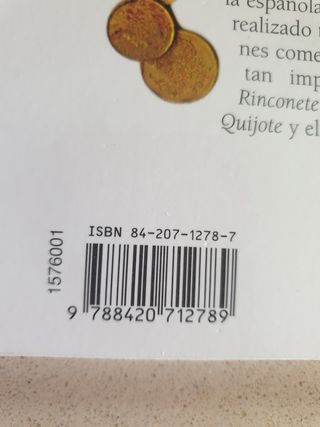 la española
realizado
nes come
tan imp
Rinconete
Quijote y el
ISBN 84-207-1278-7
1576001
9 788420 712789